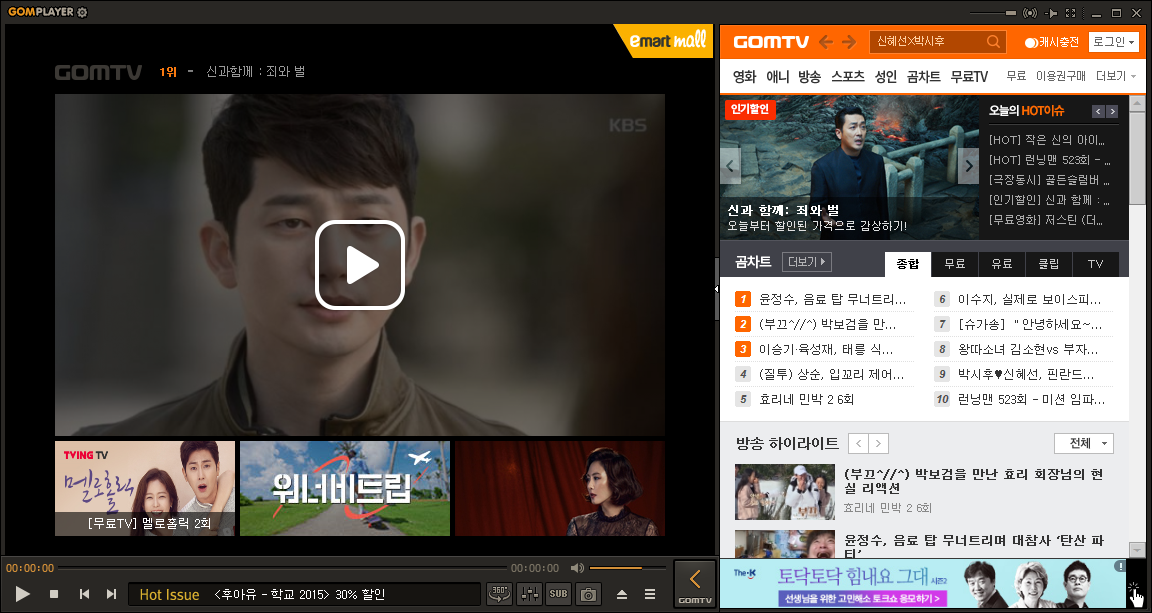 GOMPLAYER
emart mall
GOMTV 1위 - 신과함께 : 죄와 벌
KBS
TVING TV
멜로홀릭
[무료TV] 멜로홀릭 2회
워너비트립
00:00:00
00:00:00
Hot Issue <후아유 - 학교 2015> 30% 할인
360°
SUB
GOMTV
GOMTV
신혜선X박시후
캐시충전
로그인
영화 애니 방송 스포츠 성인 곰차트 무료TV 무료 이용권구매 더보기
인기할인
신과 함께: 죄와 벌
오늘부터 할인된 가격으로 감상하기!
오늘의 HOT이슈
[HOT] 작은 신의 아이...
[HOT] 런닝맨 523회 - ...
[극장동시] 골든슬럼버 ...
[인기할인] 신과 함께 : ...
[무료영화] 저스틴 (더...
곰차트 더보기
종합 무료 유료 클립 TV
1 윤정수, 음료 탑 무너트리...
2 (부끄^//^) 박보검을 만...
3 이승기·육성재, 태릉 식...
4 (질투) 상순, 입꼬리 제어...
5 효리네 민박 2 6회
6 이수지, 실제로 보이스피...
7 [슈가송] "안녕하세요~...
8 왕따소녀 김소현vs 부자...
9 박시후♥신혜선, 핀란드...
10 런닝맨 523회 - 미션 임파...
방송 하이라이트
전체
(부끄^//^) 박보검을 만난 효리 회장님의 현
실 리액션
효리네 민박 2 6회
윤정수, 음료 탑 무너트리며 대참사 '탄산 파
티'
The-K
토닥토닥 힘내요 그대 시즌2
선생님을 위한 고민해소 토크쇼 응모하기 >